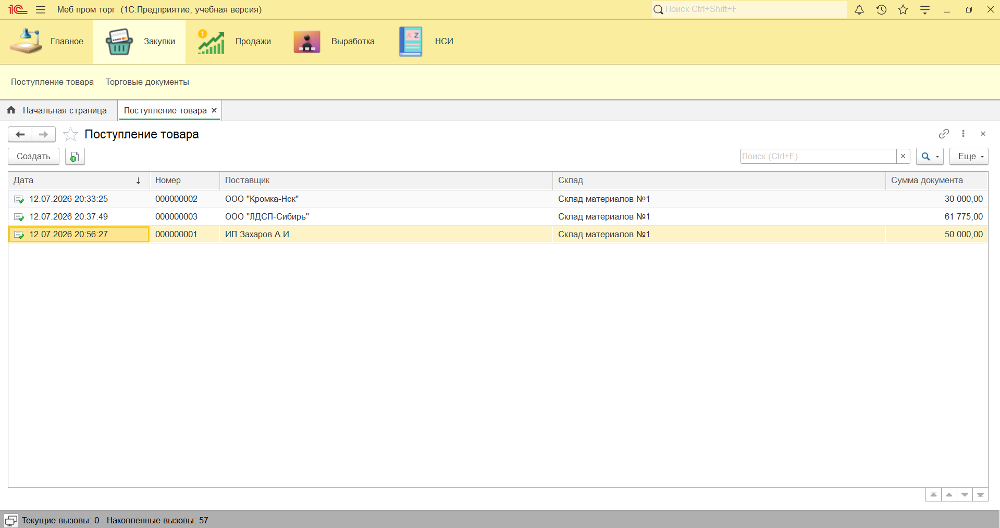 Меб пром торг (1С:Предприятие, учебная версия)
Поиск Ctrl+Shift+F
Главное
Закупки
1
Продажи
Выработка
A Z
НСИ
Поступление товара
Торговые документы
Начальная страница
Поступление товара
Поступление товара
Создать
Поиск (Ctrl+F)
Еще
Дата Номер Поставщик Склад Сумма документа
12.07.2026 20:33:25 000000002 ООО "Кромка-Нск" Склад материалов №1 30 000,00
12.07.2026 20:37:49 000000003 ООО "ЛДСП-Сибирь" Склад материалов №1 61 775,00
12.07.2026 20:56:27 000000001 ИП Захаров А.И. Склад материалов №1 50 000,00
Текущие вызовы: 0 Накопленные вызовы: 57